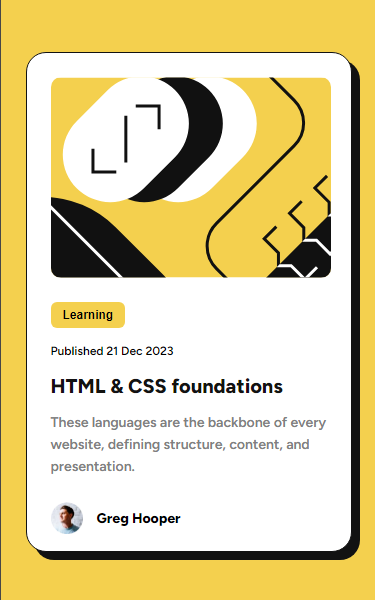 Learning
Published 21 Dec 2023
HTML & CSS foundations
These languages are the backbone of every
website, defining structure, content, and
presentation.
Greg Hooper